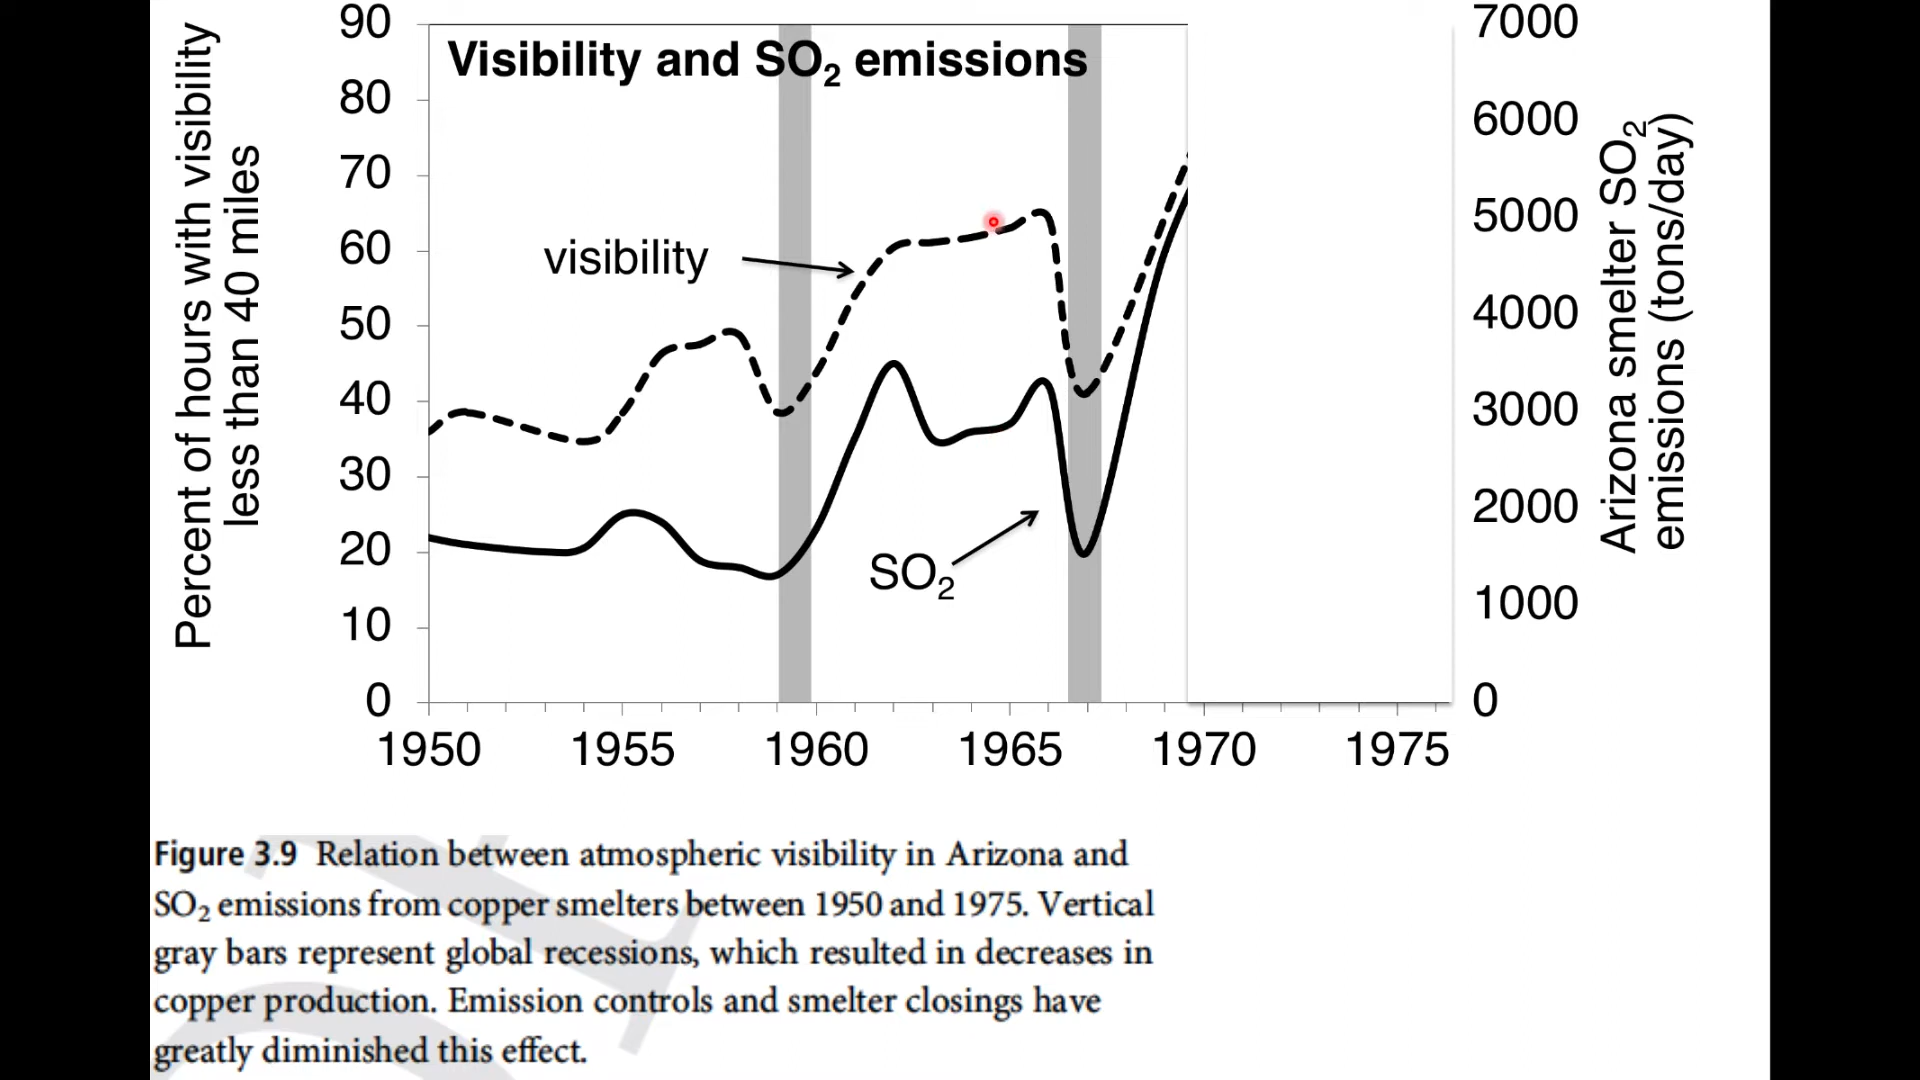 Visibility and SO₂ emissions
Percent of hours with visibility
less than 40 miles
90
80
70
60
50
40
30
20
10
0
visibility
SO₂
7000
6000
5000
4000
3000
2000
1000
0
Arizona smelter SO₂
emissions (tons/day)
1950 1955 1960 1965 1970 1975
Figure 3.9 Relation between atmospheric visibility in Arizona and
SO₂ emissions from copper smelters between 1950 and 1975. Vertical
gray bars represent global recessions, which resulted in decreases in
copper production. Emission controls and smelter closings have
greatly diminished this effect.